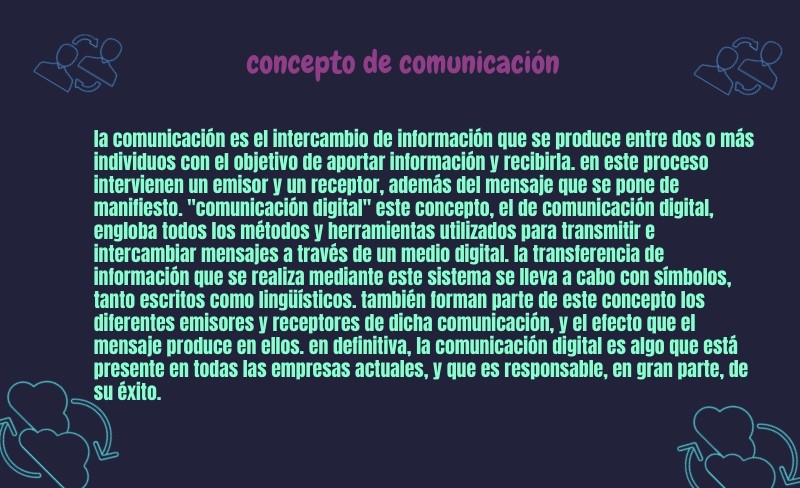 concepto de comunicación
la comunicación es el intercambio de información que se produce entre dos o más
individuos con el objetivo de aportar información y recibirla. en este proceso
intervienen un emisor y un receptor, además del mensaje que se pone de
manifiesto. "comunicación digital" este concepto, el de comunicación digital,
engloba todos los métodos y herramientas utilizados para transmitir e
intercambiar mensajes a través de un medio digital. la transferencia de
información que se realiza mediante este sistema se lleva a cabo con símbolos,
tanto escritos como lingüísticos. también forman parte de este concepto los
diferentes emisores y receptores de dicha comunicación, y el efecto que el
mensaje produce en ellos. en definitiva, la comunicación digital es algo que está
presente en todas las empresas actuales, y que es responsable, en gran parte, de
su éxito.